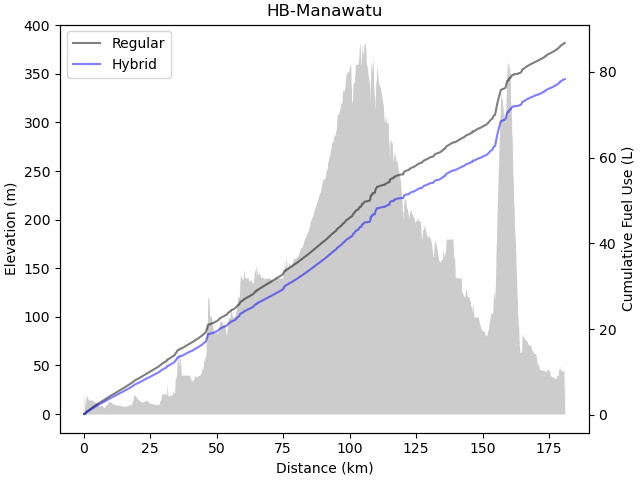 HB-Manawatu
Regular
Hybrid
Elevation (m)
400
350
300
250
200
150
100
50
0
80
60
40
20
0
Cumulative Fuel Use (L)
0 25 50 75 100 125 150 175
Distance (km)